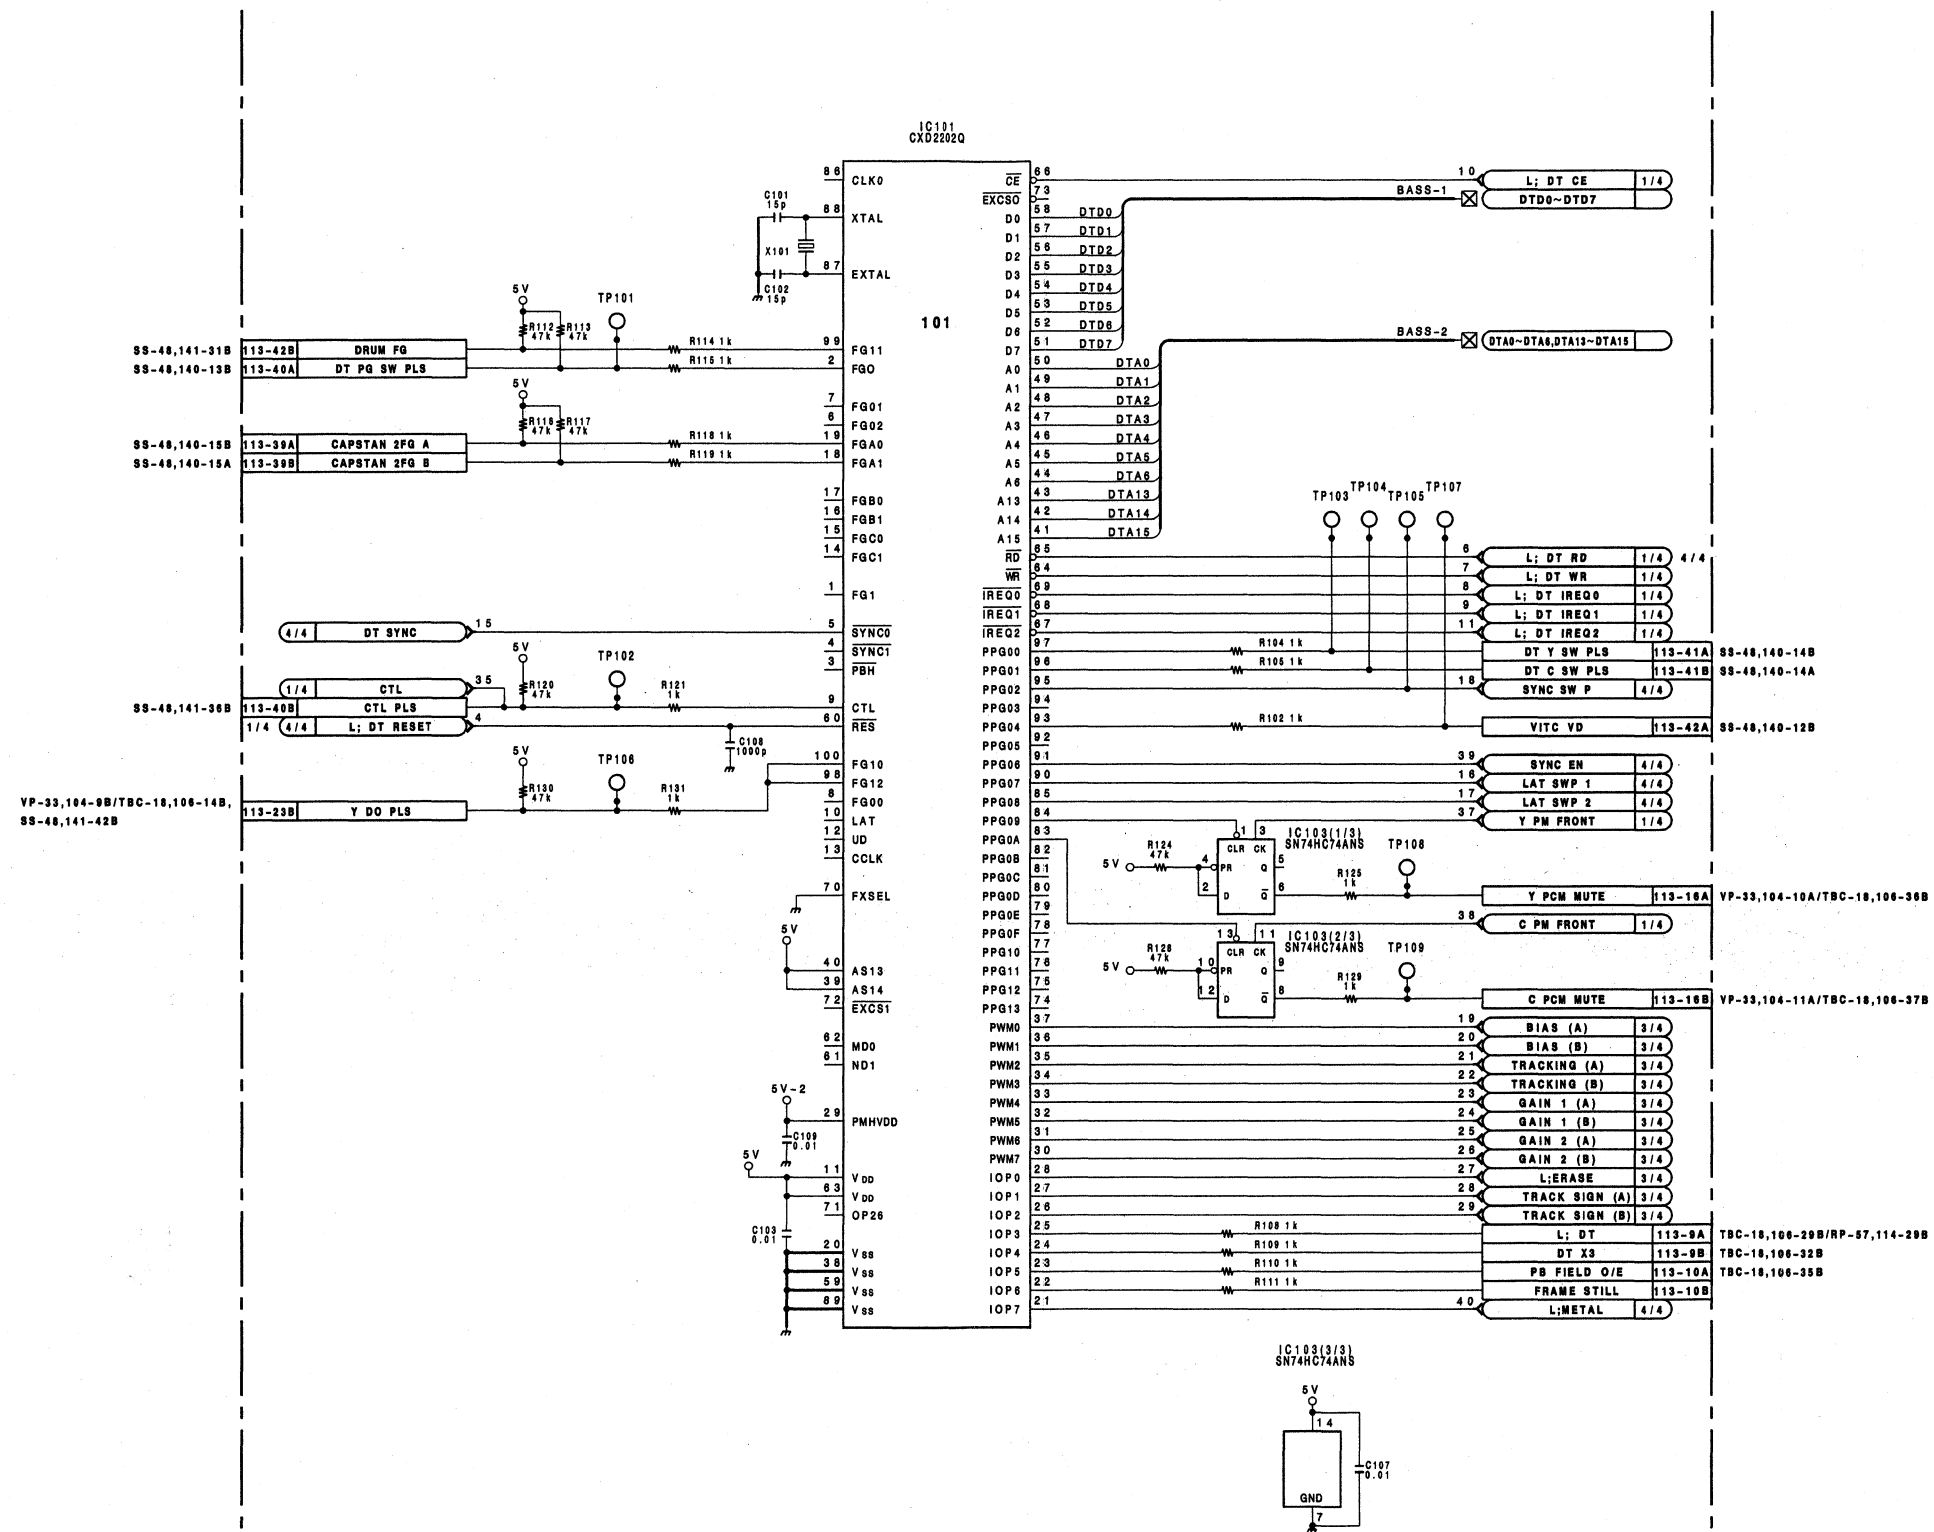 IC101
CXD2202Q
101
86 CLK0
88 XTAL
87 EXTAL
C101
15p
X101
C102
15p
5V
TP101
R112
47k
R113
47k
SS-48,141-31B 113-42B DRUM FG R114 1k 99 FG11
SS-48,140-13B 113-40A DT PG SW PLS R115 1k 2 FGO
5V
7 FG01
6 FG02
R117
47k
47k
SS-48,140-15B 113-39A CAPSTAN 2FG A R118 1k 19 FGA0
SS-48,140-15A 113-39B CAPSTAN 2FG B R119 1k 18 FGA1
17 FGB0
16 FGB1
15 FGC0
14 FGC1
1 FG1
4/4 DT SYNC 15 5 SYNC0
4 SYNC1
3 PBH
5V
TP102
R120
47k
R121
1k
1/4 CTL 35
SS-48,141-36B 113-40B CTL PLS 9 CTL
1/4 4/4 L; DT RESET 4 60 RES
C108
1000p
5V
TP106
R130
47k
R131
1k
100 FG10
98 FG12
VP-33,104-9B/TBC-18,106-14B,
SS-48,141-42B
113-23B Y DO PLS
8 FG00
10 LAT
12 UD
13 CCLK
70 FXSEL
5V
40 AS13
39 AS14
72 EXCS1
62 MD0
61 ND1
5V-2
29 PMHVDD
C109
0.01
5V
11 VDD
63 VDD
71 OP26
C103
0.01
20 VSS
38 VSS
59 VSS
89 VSS
CE 66 10 L; DT CE 1/4
EXCSO 73
BASS-1 DTD0~DTD7
D0 58 DTD0
D1 57 DTD1
D2 56 DTD2
D3 55 DTD3
D4 54 DTD4
D5 53 DTD5
D6 52 DTD6
D7 51 DTD7
BASS-2 DTA0~DTA6,DTA13~DTA15
A0 50 DTA0
A1 49 DTA1
A2 48 DTA2
A3 47 DTA3
A4 46 DTA4
A5 45 DTA5
A6 44 DTA6
A13 43 DTA13
A14 42 DTA14
A15 41 DTA15
TP103 TP104 TP105 TP107
RD 65 6 L; DT RD 1/4 4/4
WR 64 7 L; DT WR 1/4
IREQ0 69 8 L; DT IREQ0 1/4
IREQ1 68 9 L; DT IREQ1 1/4
IREQ2 67 11 L; DT IREQ2 1/4
PPG00 97 R104 1k DT Y SW PLS 113-41A SS-48,140-14B
PPG01 96 R105 1k DT C SW PLS 113-41B SS-48,140-14A
PPG02 95 18 SYNC SW P 4/4
PPG03 94
PPG04 93 R102 1k VITC VD 113-42A SS-48,140-12B
PPG05 92
PPG06 91 39 SYNC EN 4/4
PPG07 90 16 LAT SWP 1 4/4
PPG08 85 17 LAT SWP 2 4/4
PPG09 84 37 Y PM FRONT 1/4
PPG0A 83
PPG0B 82
PPG0C 81
PPG0D 80
PPG0E 79
PPG0F 78
PPG10 77
PPG11 76
PPG12 75
PPG13 74
IC103(1/3)
SN74HC74ANS
TP108
5V
R124
47k
1 3
CLR CK
4 PR Q 5
2 D Q 6
R125
1k
Y PCM MUTE 113-16A VP-33,104-10A/TBC-18,106-36B
38 C PM FRONT 1/4
IC103(2/3)
SN74HC74ANS
TP109
5V
R128
47k
13 11
CLR CK
10 PR Q 9
12 D Q 8
R129
1k
C PCM MUTE 113-16B VP-33,104-11A/TBC-18,106-37B
PWM0 37 19 BIAS (A) 3/4
PWM1 36 20 BIAS (B) 3/4
PWM2 35 21 TRACKING (A) 3/4
PWM3 34 22 TRACKING (B) 3/4
PWM4 33 23 GAIN 1 (A) 3/4
PWM5 32 24 GAIN 1 (B) 3/4
PWM6 31 25 GAIN 2 (A) 3/4
PWM7 30 26 GAIN 2 (B) 3/4
IOP0 28 27 L;ERASE 3/4
IOP1 27 28 TRACK SIGN (A) 3/4
IOP2 26 29 TRACK SIGN (B) 3/4
IOP3 25 R108 1k L; DT 113-9A TBC-18,106-29B/RP-57,114-29B
IOP4 24 R109 1k DT X3 113-9B TBC-18,106-32B
IOP5 23 R110 1k PB FIELD O/E 113-10A TBC-18,106-35B
IOP6 22 R111 1k FRAME STILL 113-10B
IOP7 21 40 L;METAL 4/4
IC103(3/3)
SN74HC74ANS
5V
14
C107
0.01
GND
7